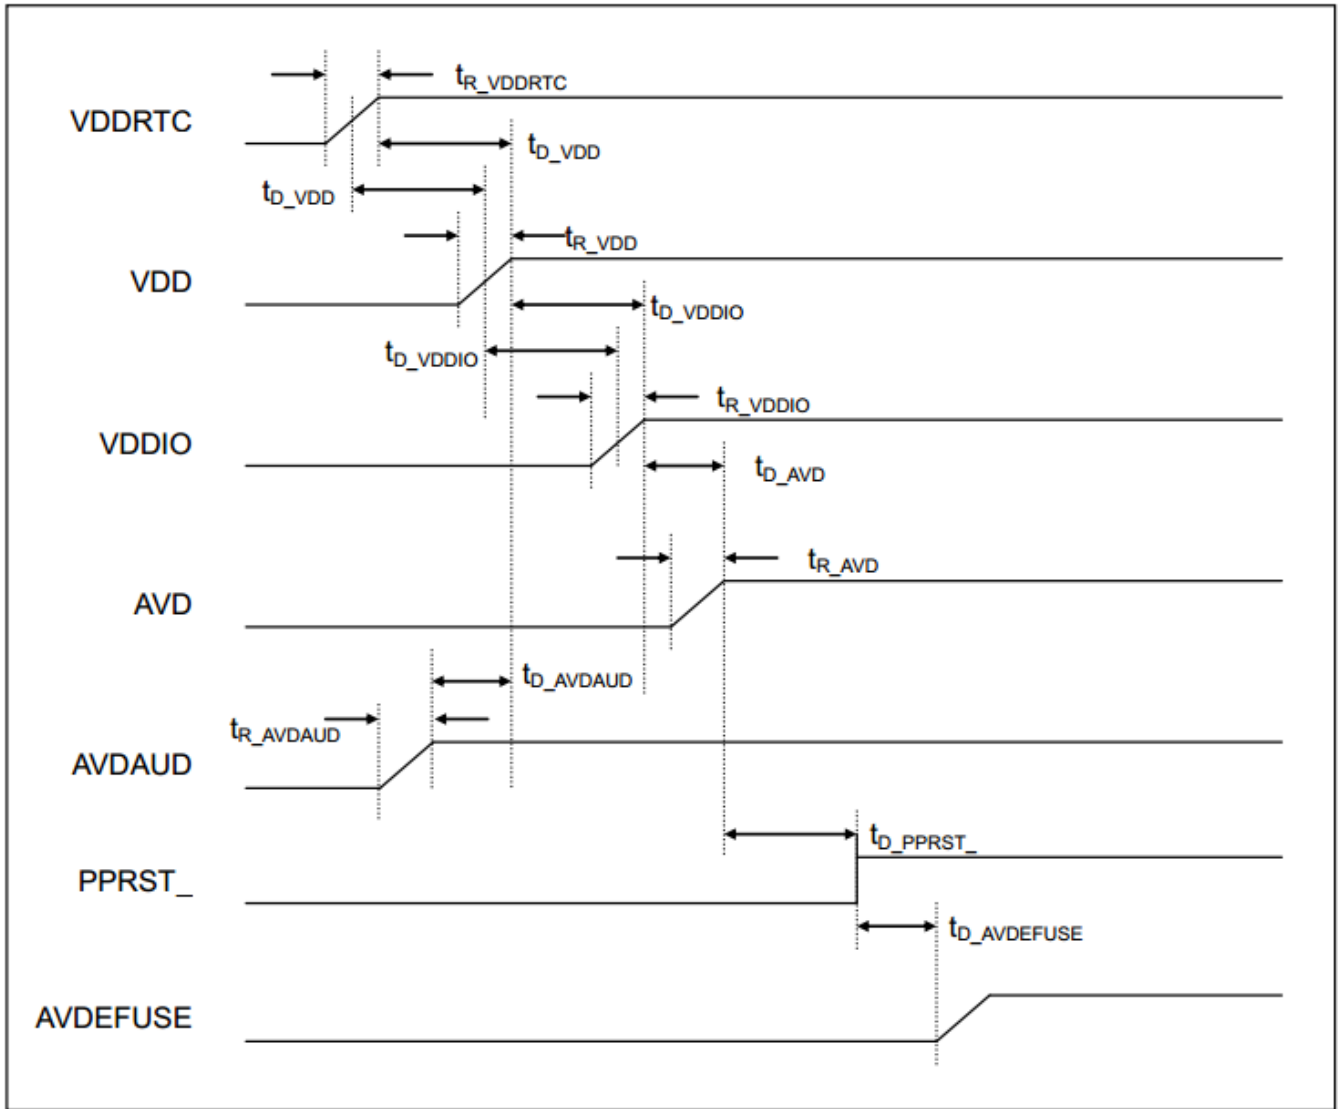 tR_VDDRTC
VDDRTC
tD_VDD
tD_VDD
tR_VDD
VDD
tD_VDDIO
tD_VDDIO
tR_VDDIO
VDDIO
tD_AVD
tR_AVD
AVD
tD_AVDAUD
tR_AVDAUD
AVDAUD
tD_PPRST_
PPRST_
tD_AVDEFUSE
AVDEFUSE